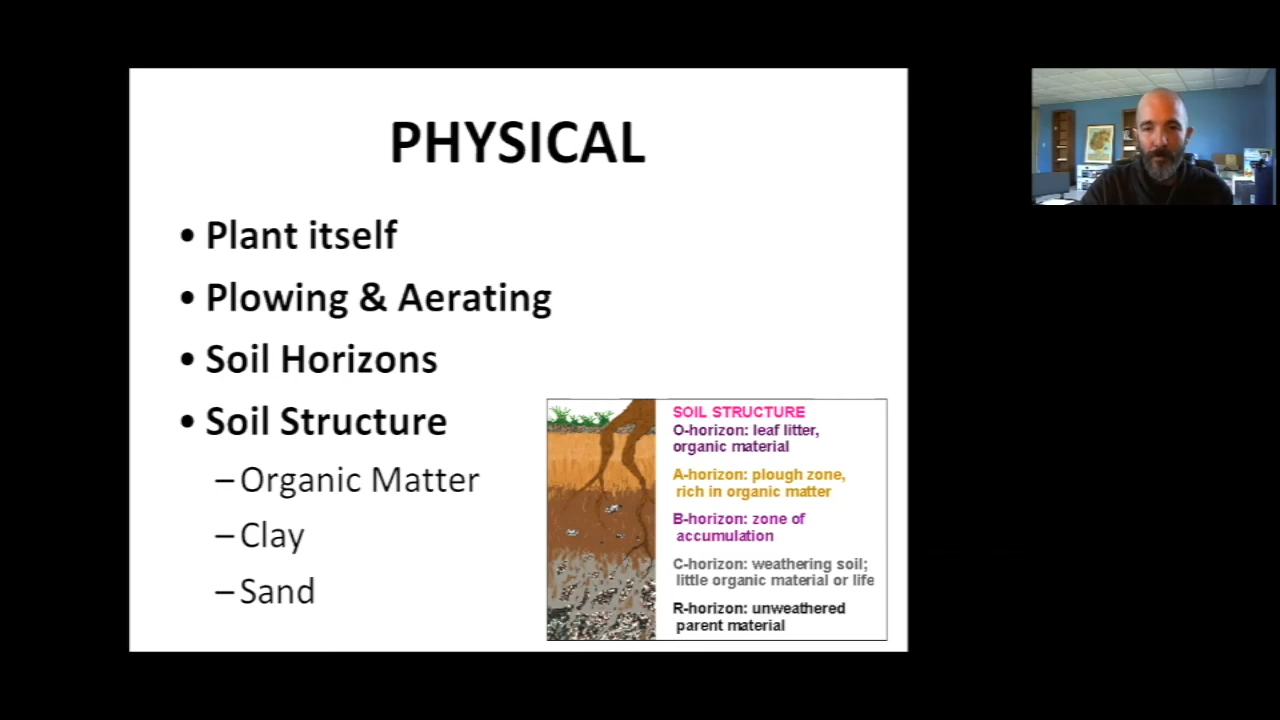 PHYSICAL
• Plant itself
• Plowing & Aerating
• Soil Horizons
• Soil Structure
– Organic Matter
– Clay
– Sand
SOIL STRUCTURE
O-horizon: leaf litter,
organic material
A-horizon: plough zone,
rich in organic matter
B-horizon: zone of
accumulation
C-horizon: weathering soil;
little organic material or life
R-horizon: unweathered
parent material